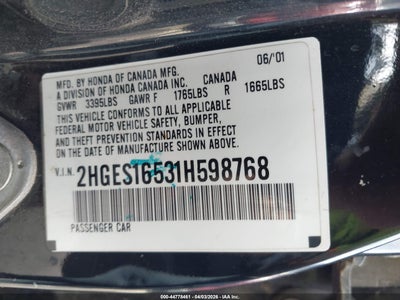 06/01
MFD. BY HONDA OF CANADA MFG.
A DIVISION OF HONDA CANADA INC. CANADA
GVWR 3395LBS GAWR F 1765LBS R 1665LBS
THIS VEHICLE CONFORMS TO ALL APPLICABLE
FEDERAL MOTOR VEHICLE SAFETY, BUMPER,
AND THEFT PREVENTION STANDARDS IN EFFECT
ON THE DATE OF MANUFACTURE SHOWN ABOVE.
V.I.N. 2HGES16531H598768
PASSENGER CAR
000-44778461 - 04/03/2026 - IAA Inc.